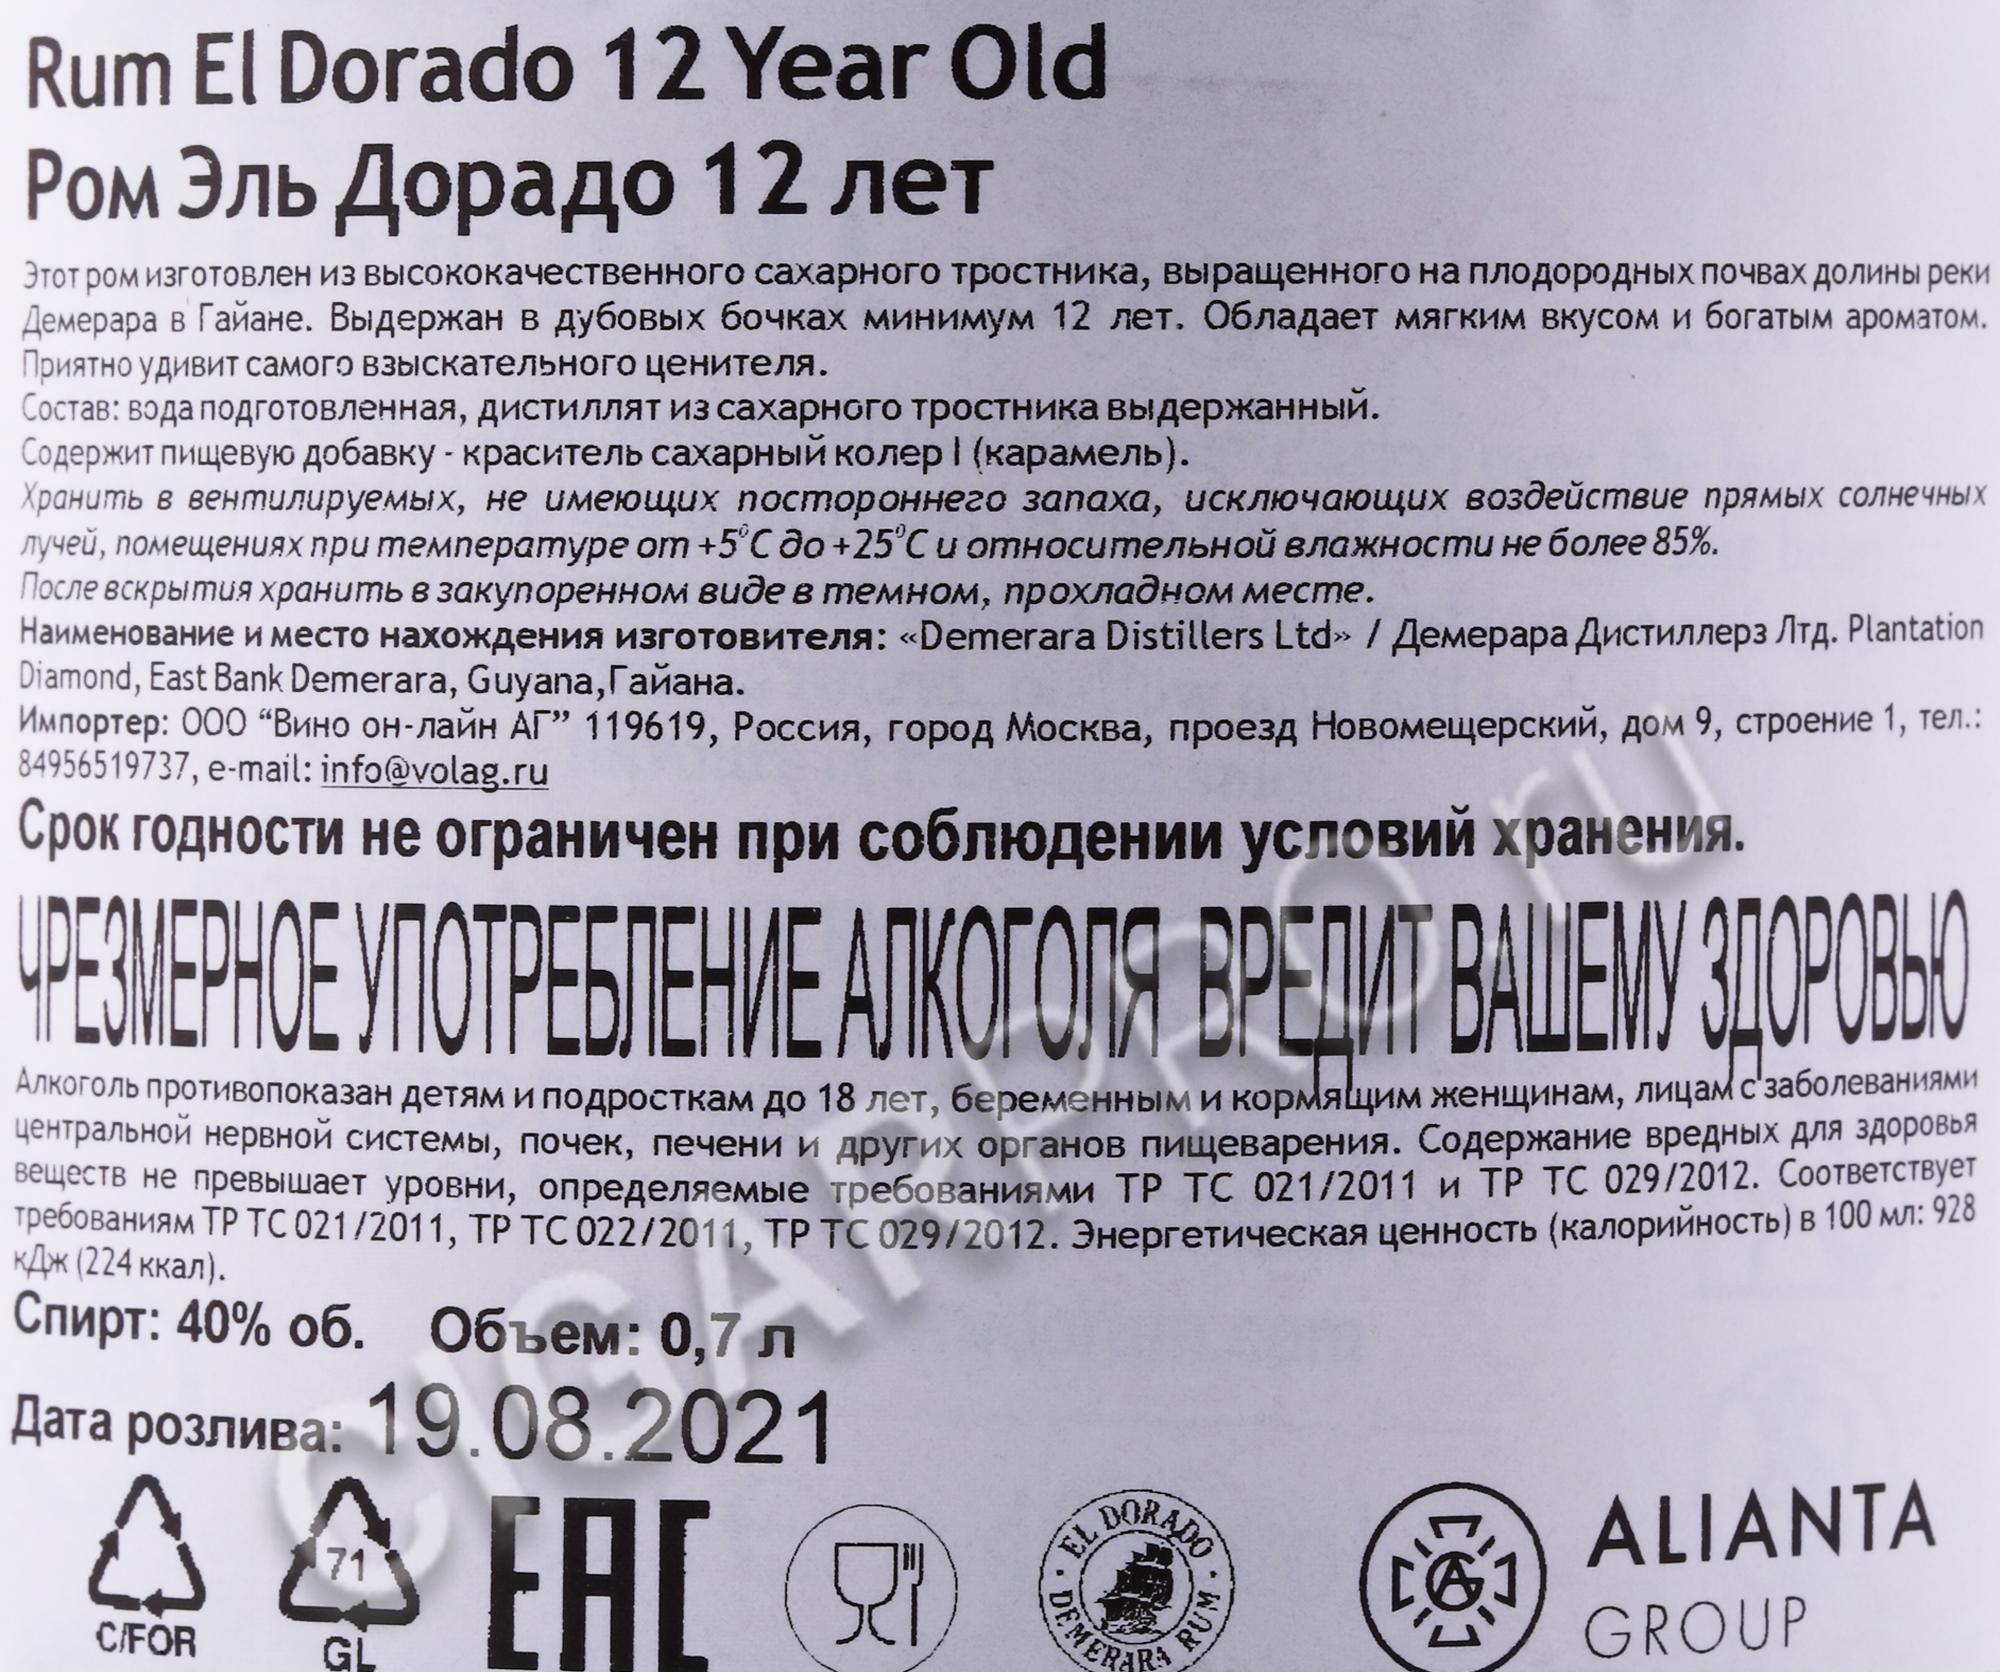 Rum El Dorado 12 Year Old
Ром Эль Дорадо 12 лет
Этот ром изготовлен из высококачественного сахарного тростника, выращенного на плодородных почвах долины реки
Демерара в Гайане. Выдержан в дубовых бочках минимум 12 лет. Обладает мягким вкусом и богатым ароматом.
Приятно удивит самого взыскательного ценителя.
Состав: вода подготовленная, дистиллят из сахарного тростника выдержанный.
Содержит пищевую добавку - краситель сахарный колер I (карамель).
Хранить в вентилируемых, не имеющих постороннего запаха, исключающих воздействие прямых солнечных
лучей, помещениях при температуре от +5°С до +25°С и относительной влажности не более 85%.
После вскрытия хранить в закупоренном виде в темном, прохладном месте.
Наименование и место нахождения изготовителя: «Demerara Distillers Ltd» / Демерара Дистиллерз Лтд. Plantation
Diamond, East Bank Demerara, Guyana,Гайана.
Импортер: ООО “Вино он-лайн АГ” 119619, Россия, город Москва, проезд Новомещерский, дом 9, строение 1, тел.:
84956519737, e-mail: info@volag.ru
Срок годности не ограничен при соблюдении условий хранения.
ЧРЕЗМЕРНОЕ УПОТРЕБЛЕНИЕ АЛКОГОЛЯ ВРЕДИТ ВАШЕМУ ЗДОРОВЬЮ
Алкоголь противопоказан детям и подросткам до 18 лет, беременным и кормящим женщинам, лицам с заболеваниями
центральной нервной системы, почек, печени и других органов пищеварения. Содержание вредных для здоровья
веществ не превышает уровни, определяемые требованиями ТР ТС 021/2011 и ТР ТС 029/2012. Соответствует
требованиям ТР ТС 021/2011, ТР ТС 022/2011, ТР ТС 029/2012. Энергетическая ценность (калорийность) в 100 мл: 928
кДж (224 ккал).
Спирт: 40% об. Объем: 0,7 л
Дата розлива: 19.08.2021
CIGARPRO.ru
C/FOR
71
GL
EAC
EL DORADO
DEMERARA RUM
AG
ALIANTA
GROUP